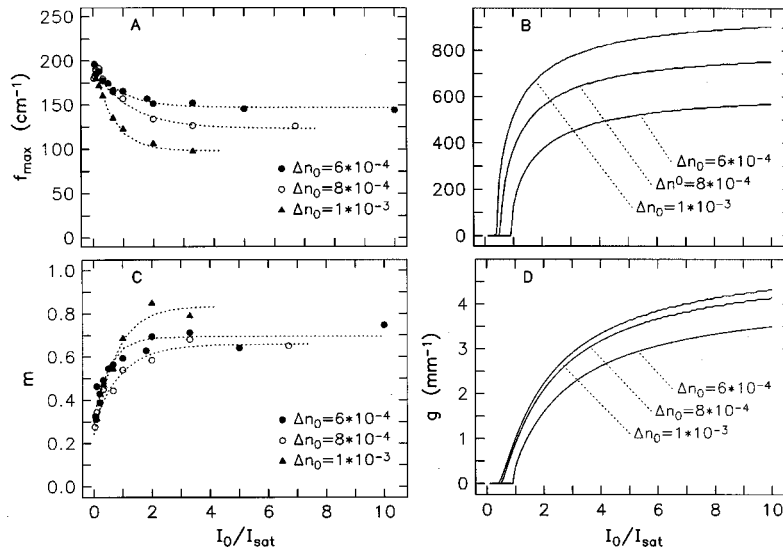 A
f_max (cm⁻¹)
250
200
150
100
50
0
● Δn₀=6*10⁻⁴
○ Δn₀=8*10⁻⁴
▲ Δn₀=1*10⁻³
B
800
600
400
200
0
Δn₀=6*10⁻⁴
Δn⁰=8*10⁻⁴
Δn₀=1*10⁻³
C
m
1.0
0.8
0.6
0.4
0.2
0.0
● Δn₀=6*10⁻⁴
○ Δn₀=8*10⁻⁴
▲ Δn₀=1*10⁻³
0 2 4 6 8 10
I₀/I_sat
D
g (mm⁻¹)
4
3
2
1
0
Δn₀=6*10⁻⁴
Δn₀=8*10⁻⁴
Δn₀=1*10⁻³
0 2 4 6 8 10
I₀/I_sat